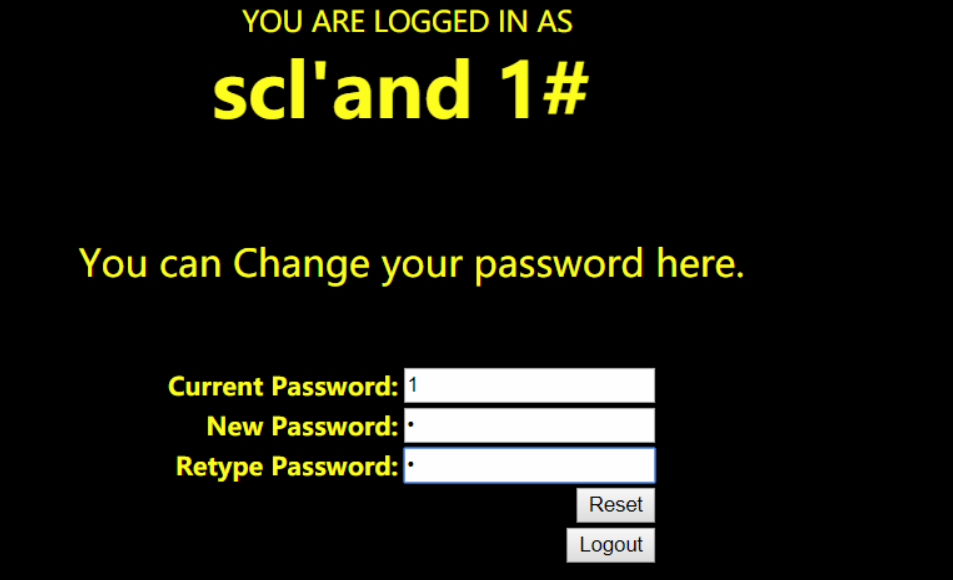 YOU ARE LOGGED IN AS
scl'and 1#
You can Change your password here.
Current Password: 1
New Password: •
Retype Password: •
Reset
Logout